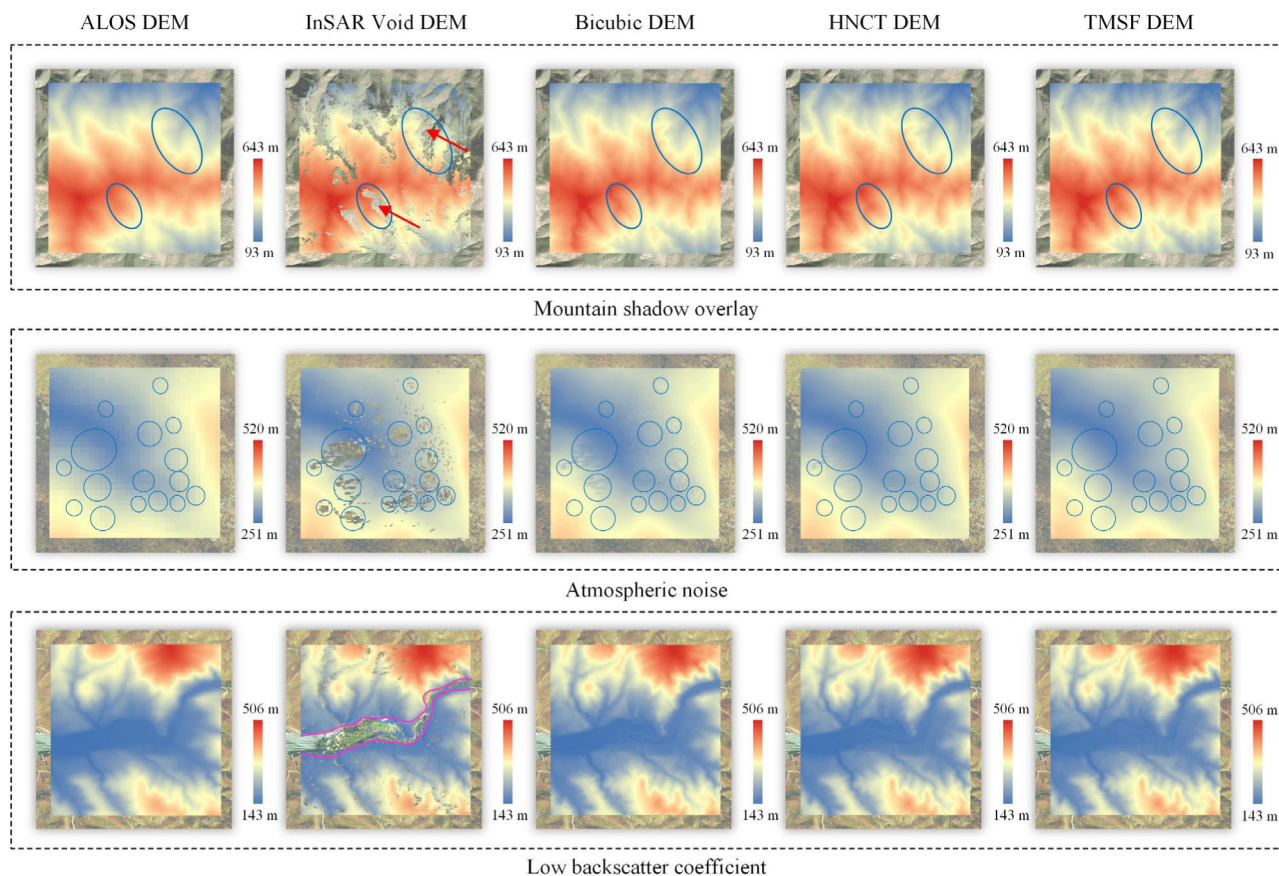 ALOS DEM InSAR Void DEM Bicubic DEM HNCT DEM TMSF DEM
643 m 643 m 643 m 643 m 643 m
93 m 93 m 93 m 93 m 93 m
Mountain shadow overlay
520 m 520 m 520 m 520 m 520 m
251 m 251 m 251 m 251 m 251 m
Atmospheric noise
506 m 506 m 506 m 506 m 506 m
143 m 143 m 143 m 143 m 143 m
Low backscatter coefficient